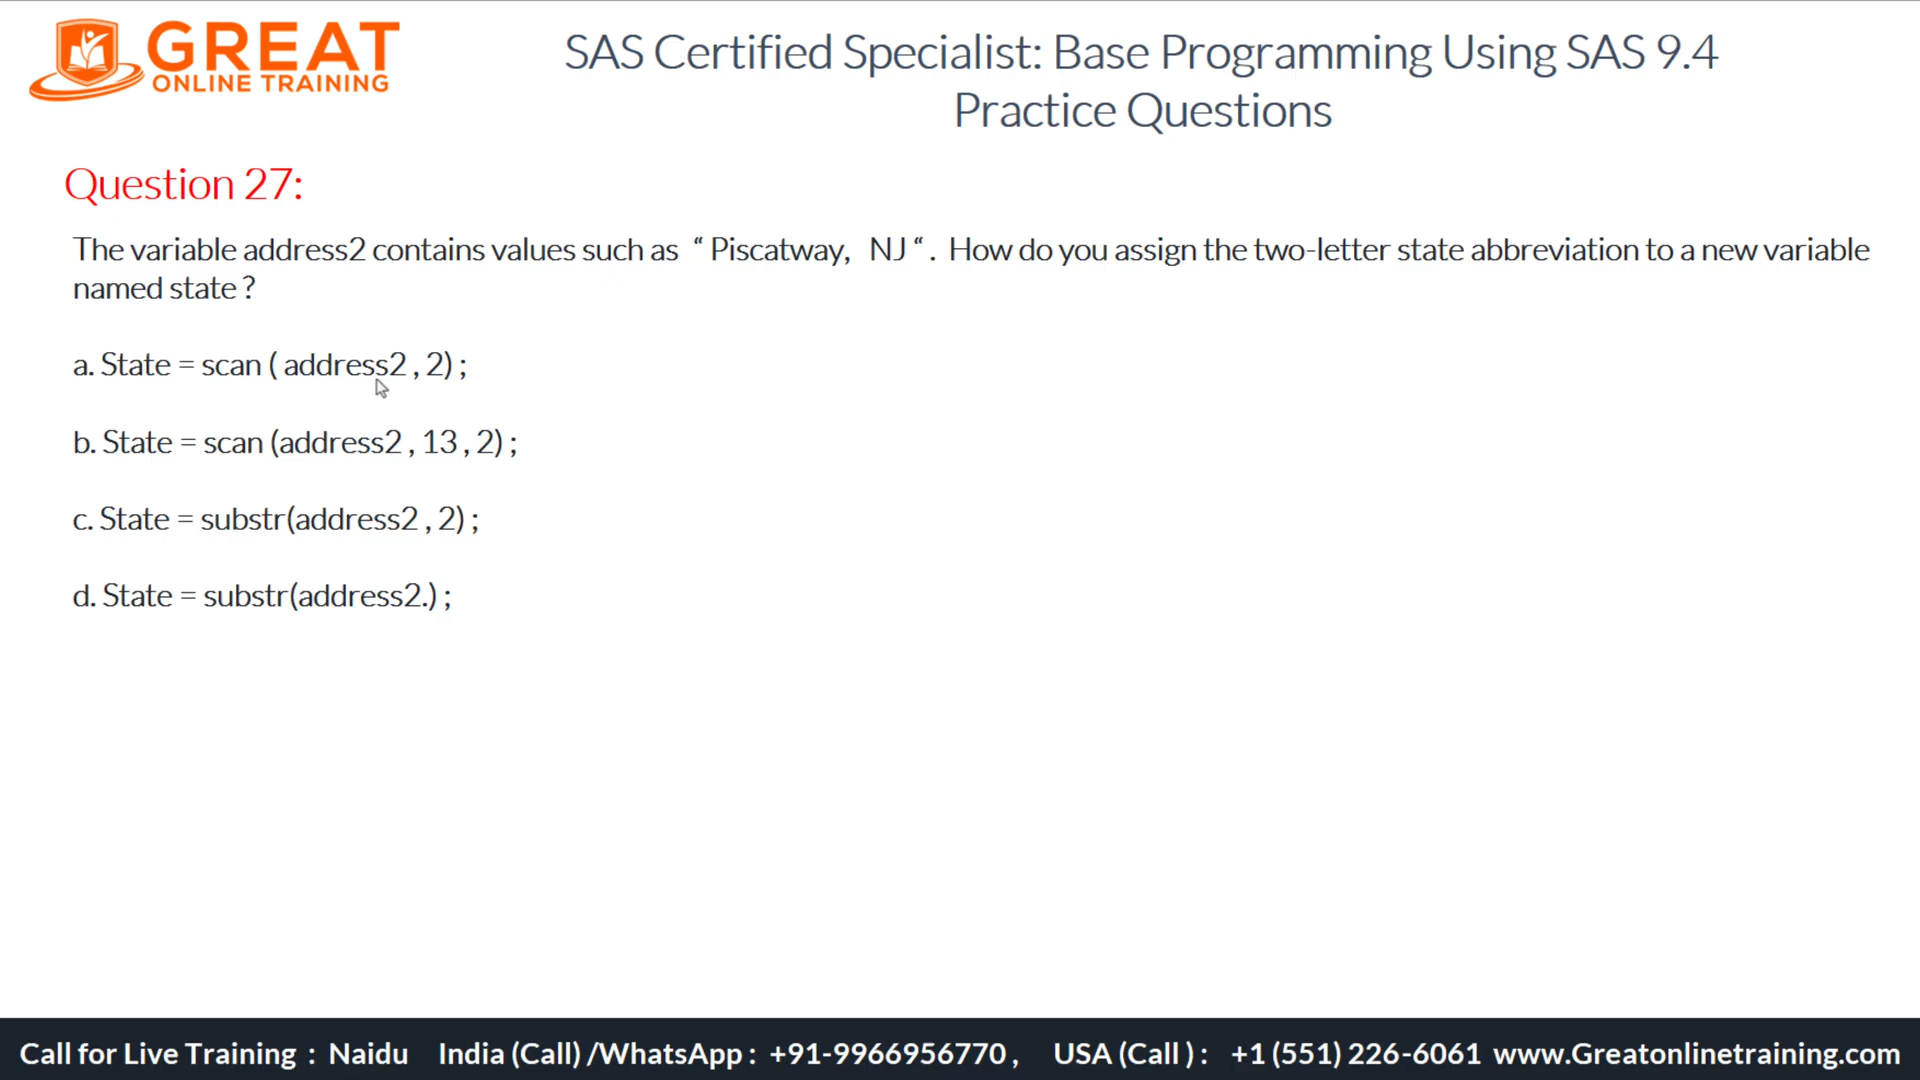 GREAT
ONLINE TRAINING
SAS Certified Specialist: Base Programming Using SAS 9.4
Practice Questions
Question 27:
The variable address2 contains values such as “ Piscatway, NJ “ . How do you assign the two-letter state abbreviation to a new variable
named state ?
a. State = scan ( address2 , 2) ;
b. State = scan (address2 , 13 , 2) ;
c. State = substr(address2 , 2) ;
d. State = substr(address2.) ;
Call for Live Training : Naidu India (Call) /WhatsApp : +91-9966956770 , USA (Call ) : +1 (551) 226-6061 www.Greatonlinetraining.com